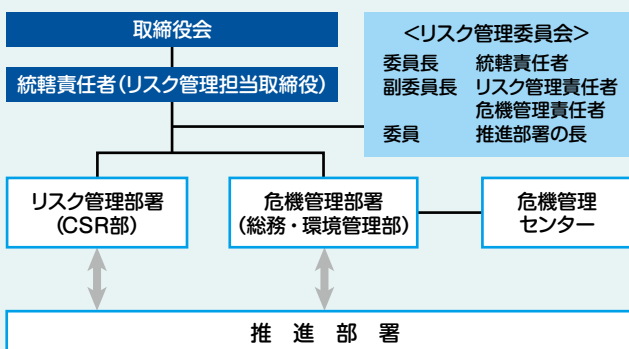 取締役会
統轄責任者(リスク管理担当取締役)
＜リスク管理委員会＞
委員長 統轄責任者
副委員長 リスク管理責任者
危機管理責任者
委員 推進部署の長
リスク管理部署
(CSR部)
危機管理部署
(総務・環境管理部)
危機管理
センター
推進部署